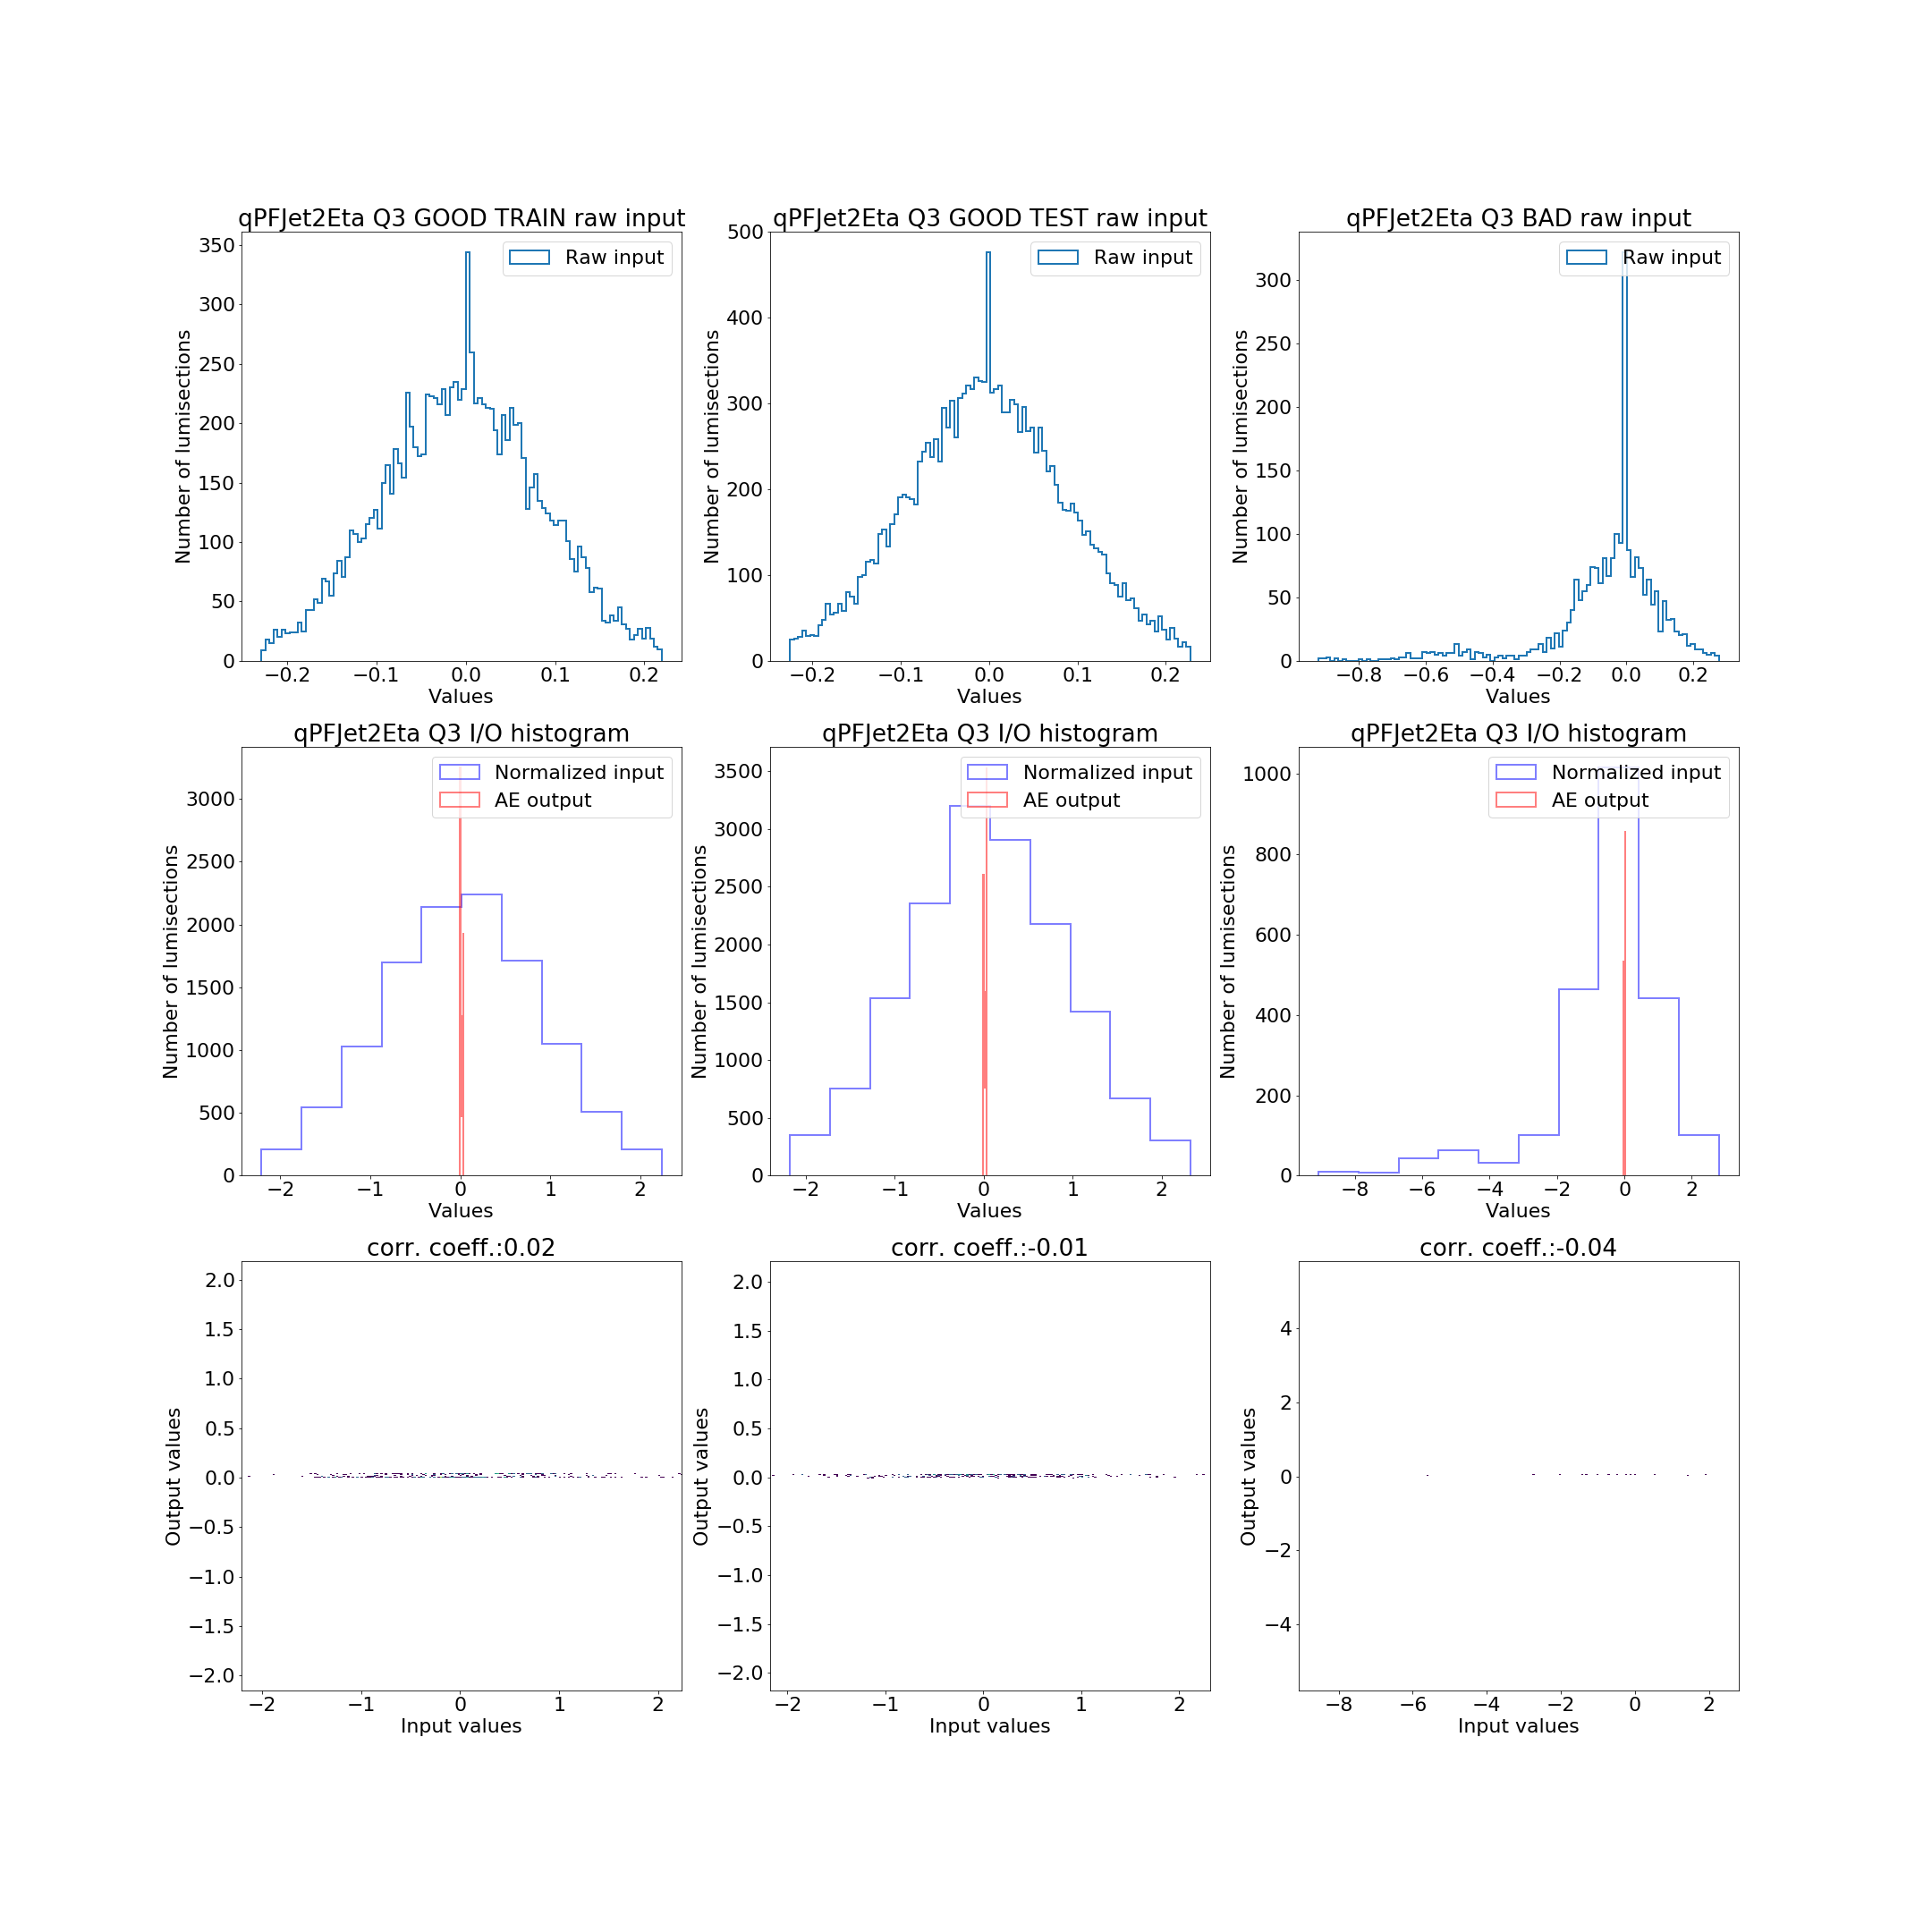 qPFJet2Eta Q3 GOOD TRAIN raw input
qPFJet2Eta Q3 GOOD TEST raw input
qPFJet2Eta Q3 BAD raw input
Number of lumisections
350
300
250
200
150
100
50
0
Raw input
−0.2 −0.1 0.0 0.1 0.2
Values
Number of lumisections
500
400
300
200
100
0
Raw input
−0.2 −0.1 0.0 0.1 0.2
Values
Number of lumisections
300
250
200
150
100
50
0
Raw input
−0.8 −0.6 −0.4 −0.2 0.0 0.2
Values
qPFJet2Eta Q3 I/O histogram
qPFJet2Eta Q3 I/O histogram
qPFJet2Eta Q3 I/O histogram
Number of lumisections
3000
2500
2000
1500
1000
500
0
Normalized input
AE output
−2 −1 0 1 2
Values
Number of lumisections
3500
3000
2500
2000
1500
1000
500
0
Normalized input
AE output
−2 −1 0 1 2
Values
Number of lumisections
1000
800
600
400
200
0
Normalized input
AE output
−8 −6 −4 −2 0 2
Values
corr. coeff.:0.02
corr. coeff.:-0.01
corr. coeff.:-0.04
Output values
2.0
1.5
1.0
0.5
0.0
−0.5
−1.0
−1.5
−2.0
−2 −1 0 1 2
Input values
Output values
2.0
1.5
1.0
0.5
0.0
−0.5
−1.0
−1.5
−2.0
−2 −1 0 1 2
Input values
Output values
4
2
0
−2
−4
−8 −6 −4 −2 0 2
Input values